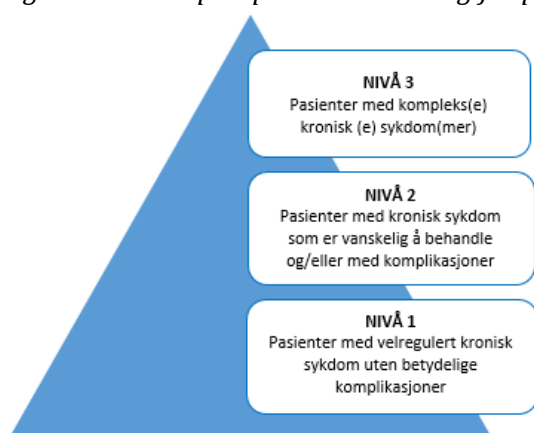 NIVÅ 3
Pasienter med kompleks(e)
kronisk (e) sykdom(mer)
NIVÅ 2
Pasienter med kronisk sykdom
som er vanskelig å behandle
og/eller med komplikasjoner
NIVÅ 1
Pasienter med velregulert kronisk
sykdom uten betydelige
komplikasjoner